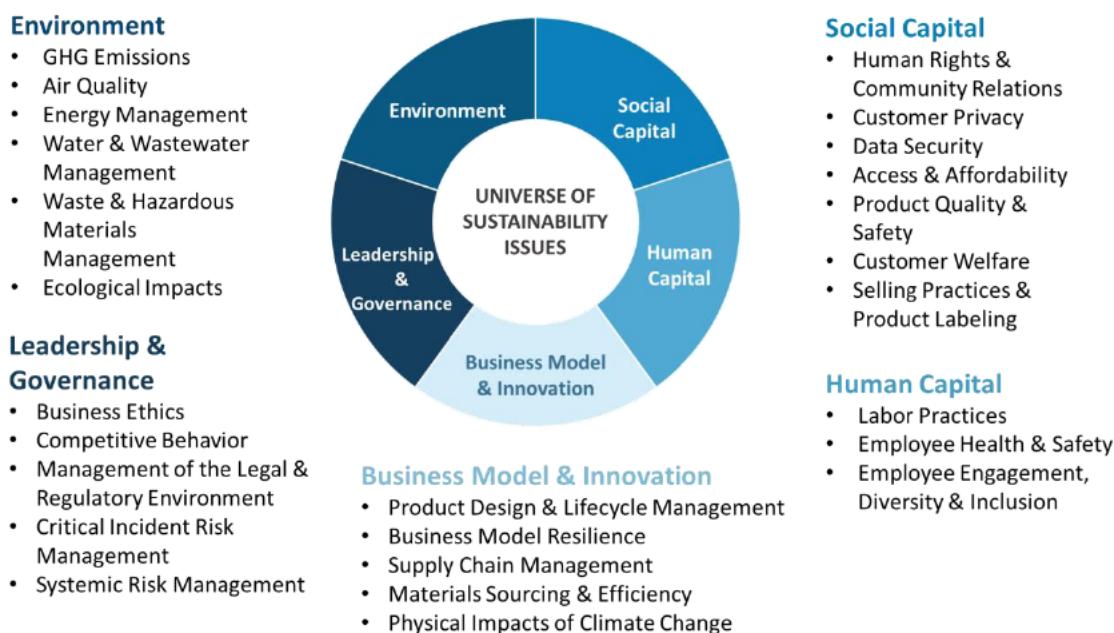 Environment
• GHG Emissions
• Air Quality
• Energy Management
• Water & Wastewater
Management
• Waste & Hazardous
Materials
Management
• Ecological Impacts
Leadership &
Governance
• Business Ethics
• Competitive Behavior
• Management of the Legal &
Regulatory Environment
• Critical Incident Risk
Management
• Systemic Risk Management
Environment
Social
Capital
UNIVERSE OF
SUSTAINABILITY
ISSUES
Leadership
&
Governance
Human
Capital
Business Model
& Innovation
Business Model & Innovation
• Product Design & Lifecycle Management
• Business Model Resilience
• Supply Chain Management
• Materials Sourcing & Efficiency
• Physical Impacts of Climate Change
Social Capital
• Human Rights &
Community Relations
• Customer Privacy
• Data Security
• Access & Affordability
• Product Quality &
Safety
• Customer Welfare
• Selling Practices &
Product Labeling
Human Capital
• Labor Practices
• Employee Health & Safety
• Employee Engagement,
Diversity & Inclusion